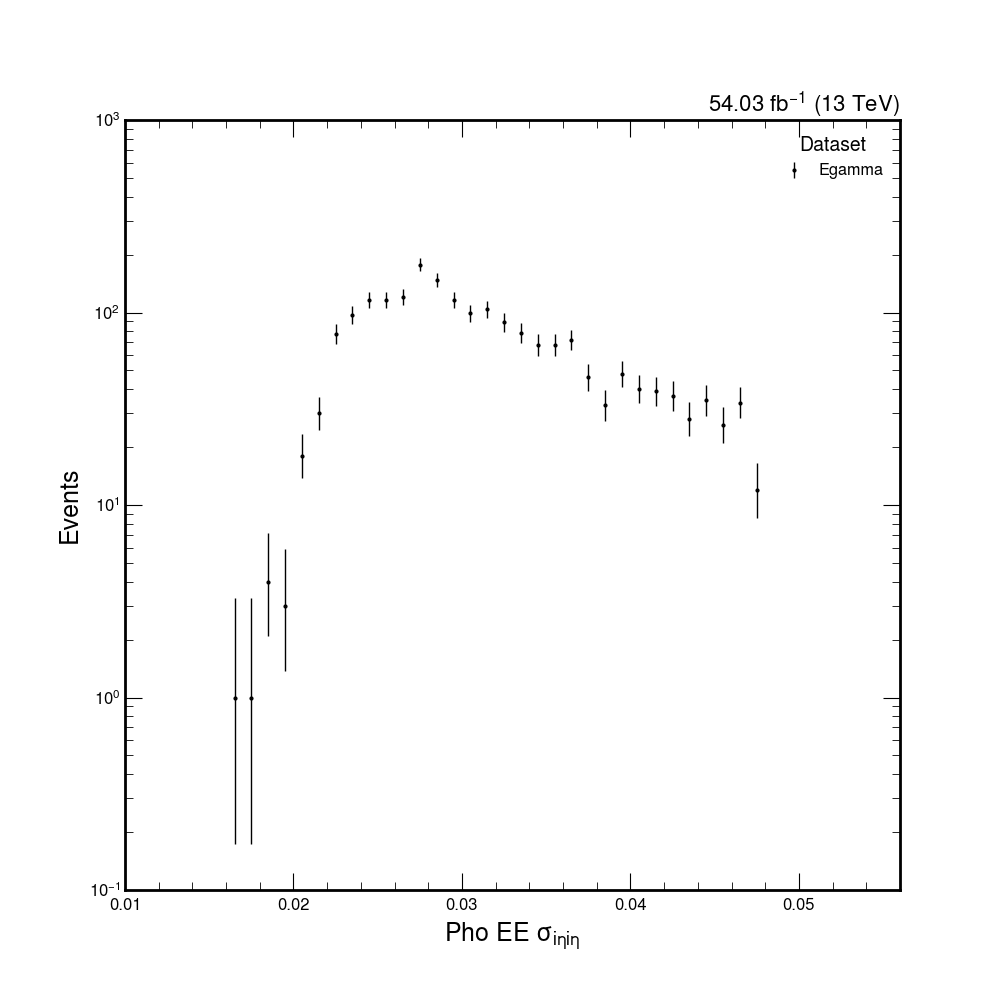 54.03 fb⁻¹ (13 TeV)
Dataset
Egamma
10³
10²
10¹
10⁰
10⁻¹
Events
0.01 0.02 0.03 0.04 0.05
Pho EE σ_iηiη